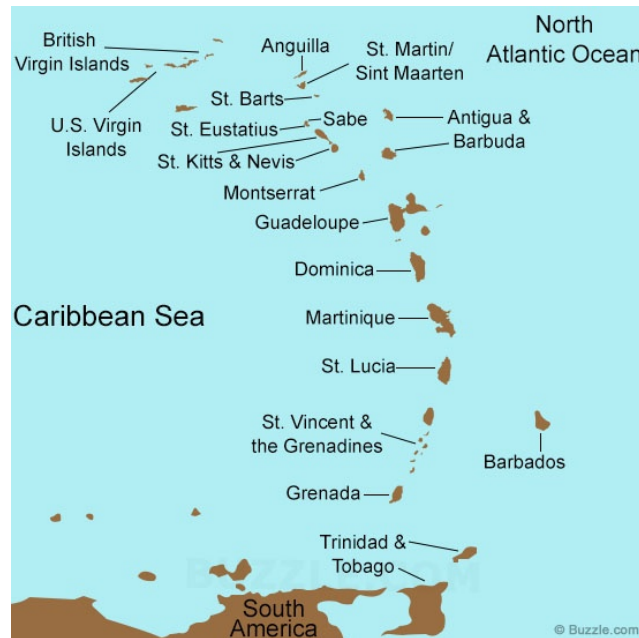 North
Atlantic Ocean
British
Virgin Islands
Anguilla
St. Martin/
Sint Maarten
St. Barts
U.S. Virgin
Islands
St. Eustatius
Sabe
Antigua &
Barbuda
St. Kitts & Nevis
Montserrat
Guadeloupe
Dominica
Caribbean Sea
Martinique
St. Lucia
St. Vincent &
the Grenadines
Barbados
Grenada
Trinidad &
Tobago
BUZZLE.COM
South
America
© Buzzle.com